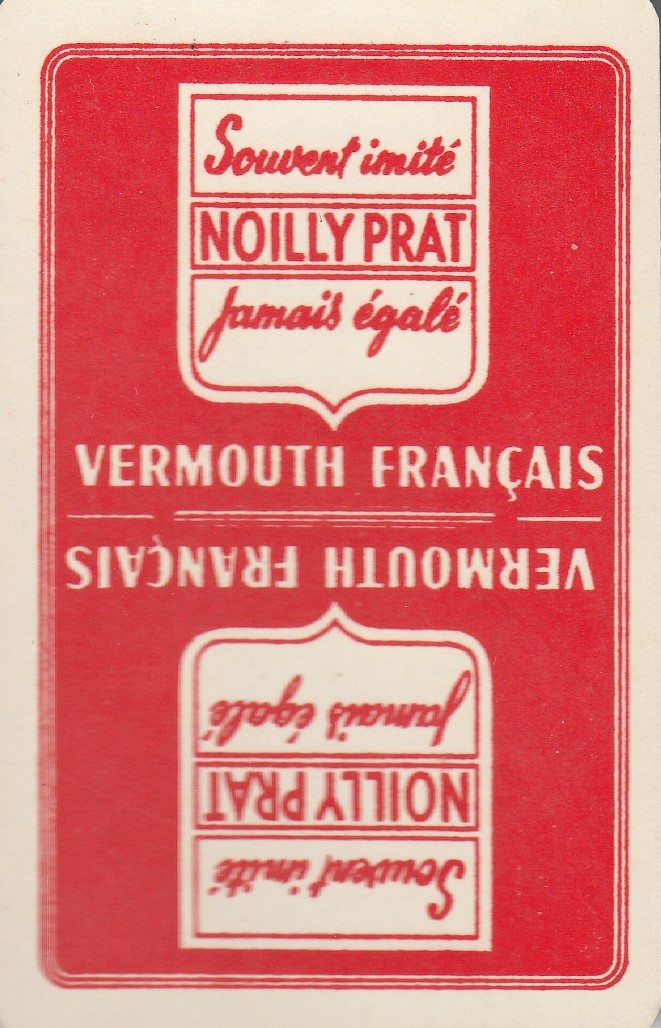 Souvent imité
NOILLY PRAT
Jamais égalé
VERMOUTH FRANÇAIS
VERMOUTH FRANÇAIS
Jamais égalé
NOILLY PRAT
Souvent imité